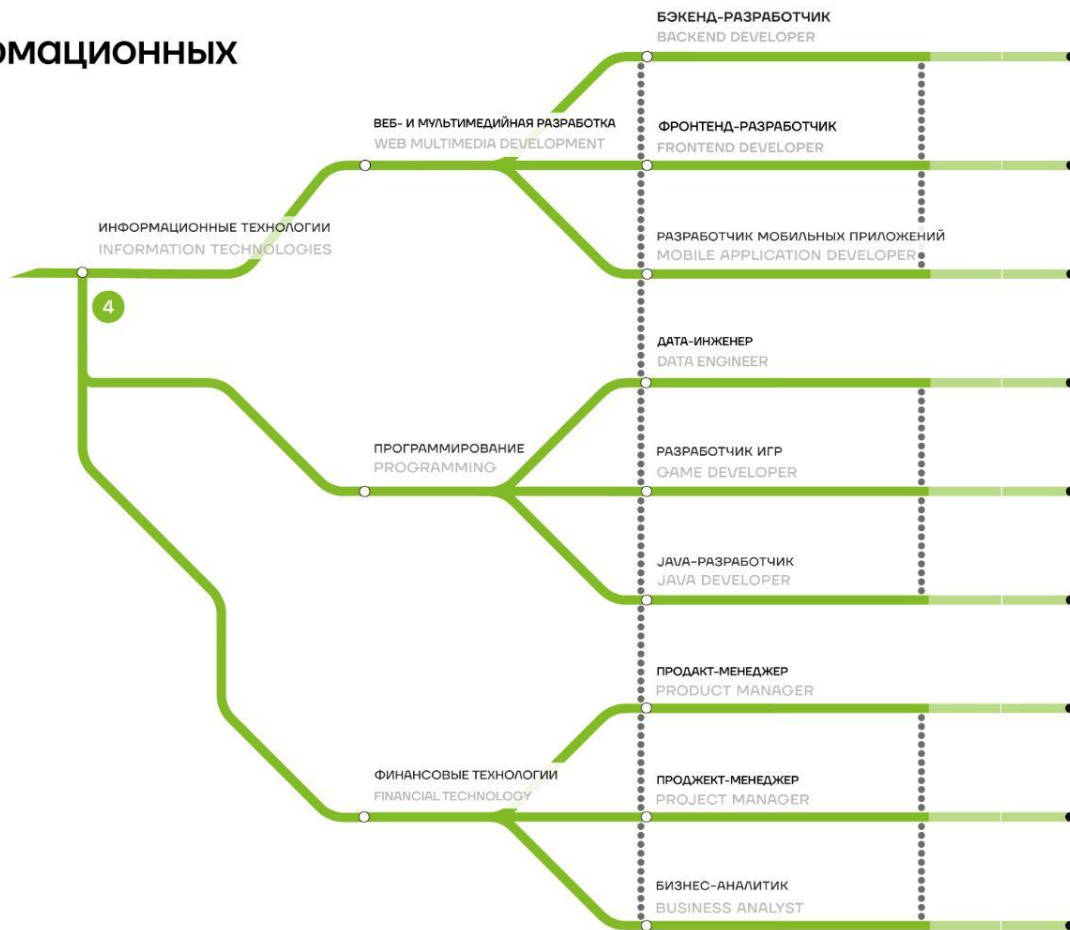 рмационных
БЭКЕНД-РАЗРАБОТЧИК
BACKEND DEVELOPER
ВЕБ- И МУЛЬТИМЕДИЙНАЯ РАЗРАБОТКА
WEB MULTIMEDIA DEVELOPMENT
ФРОНТЕНД-РАЗРАБОТЧИК
FRONTEND DEVELOPER
ИНФОРМАЦИОННЫЕ ТЕХНОЛОГИИ
INFORMATION TECHNOLOGIES
РАЗРАБОТЧИК МОБИЛЬНЫХ ПРИЛОЖЕНИЙ
MOBILE APPLICATION DEVELOPER
4
ДАТА-ИНЖЕНЕР
DATA ENGINEER
ПРОГРАММИРОВАНИЕ
PROGRAMMING
РАЗРАБОТЧИК ИГР
GAME DEVELOPER
JAVA-РАЗРАБОТЧИК
JAVA DEVELOPER
ПРОДАКТ-МЕНЕДЖЕР
PRODUCT MANAGER
ФИНАНСОВЫЕ ТЕХНОЛОГИИ
FINANCIAL TECHNOLOGY
ПРОДЖЕКТ-МЕНЕДЖЕР
PROJECT MANAGER
БИЗНЕС-АНАЛИТИК
BUSINESS ANALYST